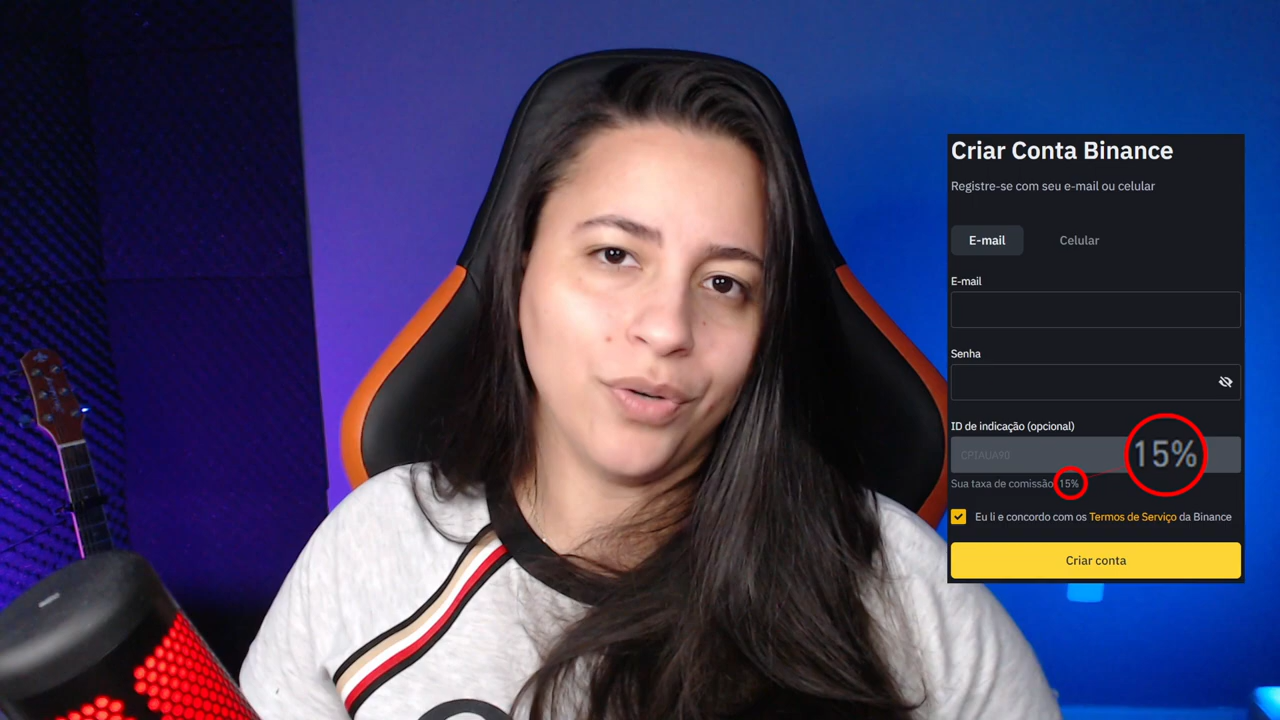 Criar Conta Binance
Registre-se com seu e-mail ou celular
E-mail
Celular
E-mail
Senha
ID de indicação (opcional)
CPTAUA90
15%
Sua taxa de comissão 15%
Eu li e concordo com os Termos de Serviço da Binance
Criar conta